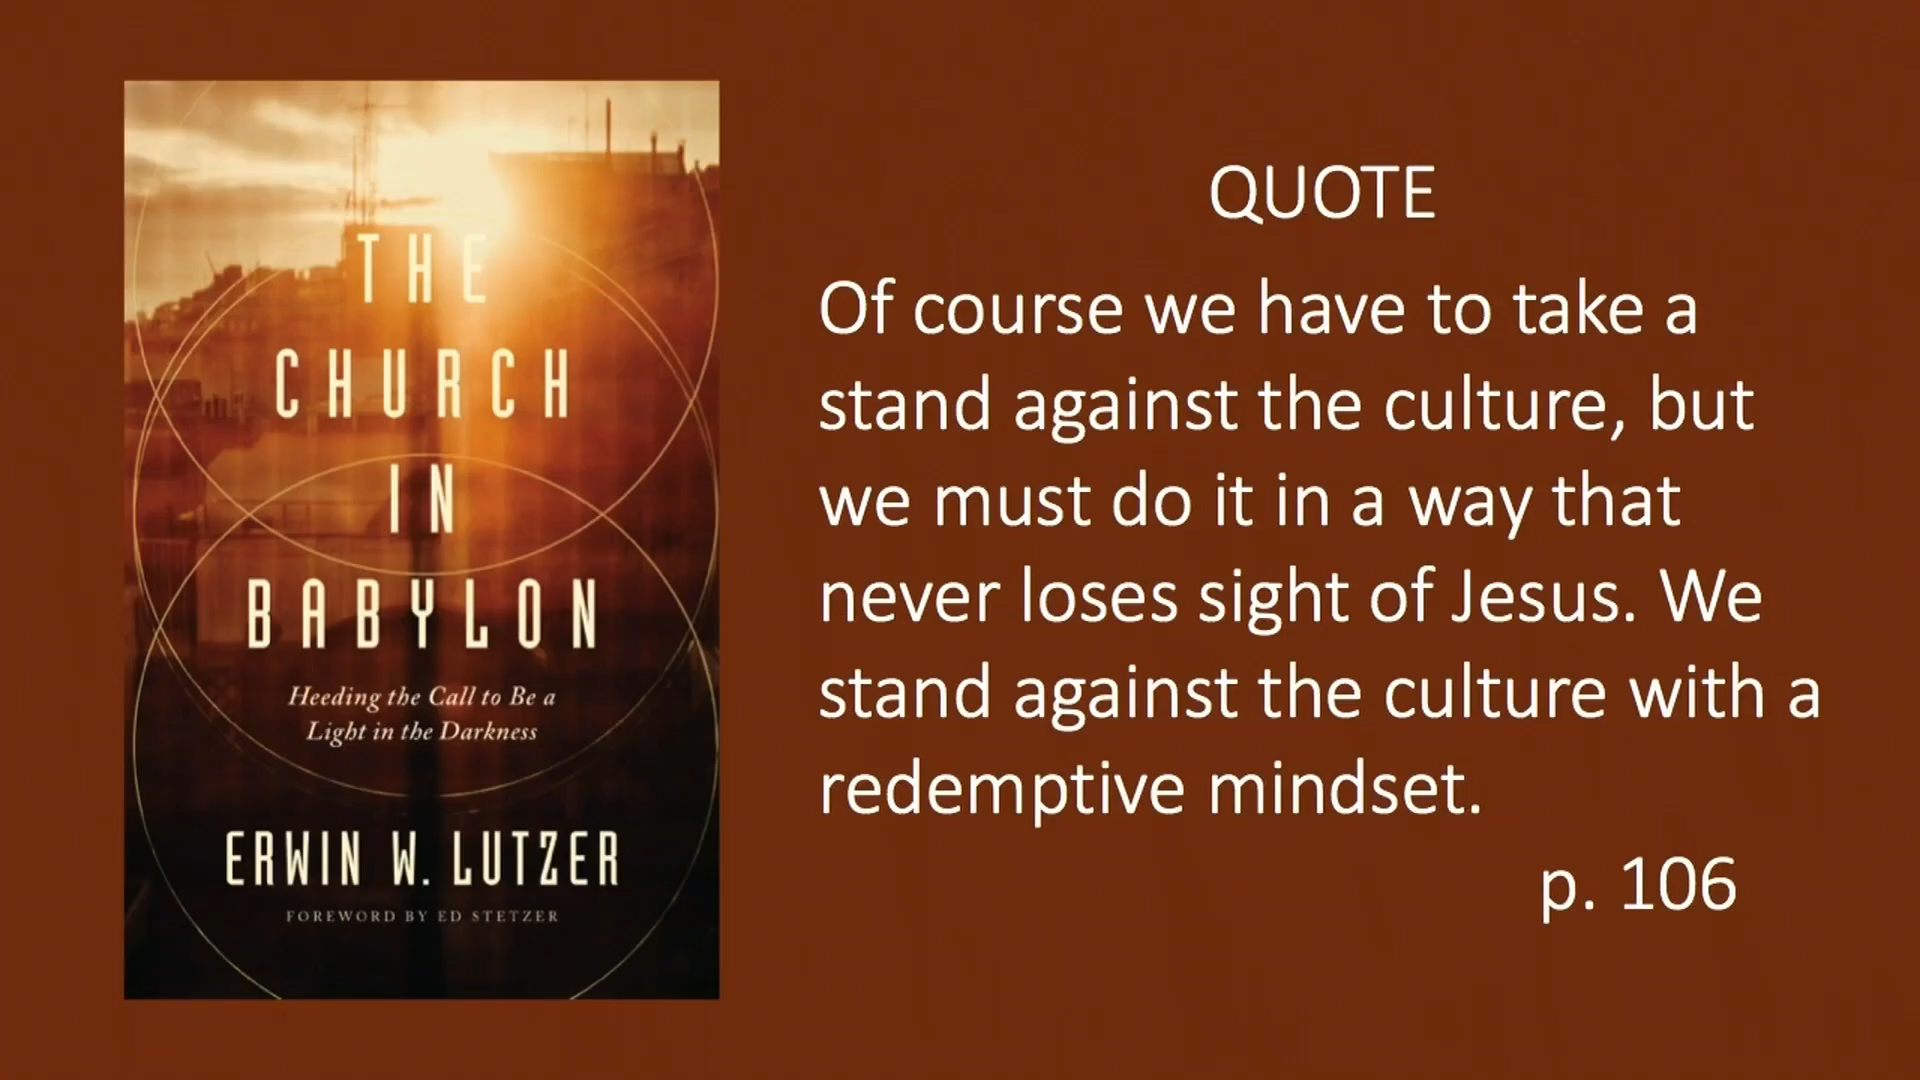 THE
CHURCH
IN
BABYLON
Heeding the Call to Be a
Light in the Darkness
ERWIN W. LUTZER
FOREWORD BY ED STETZER
QUOTE
Of course we have to take a
stand against the culture, but
we must do it in a way that
never loses sight of Jesus. We
stand against the culture with a
redemptive mindset.
p. 106